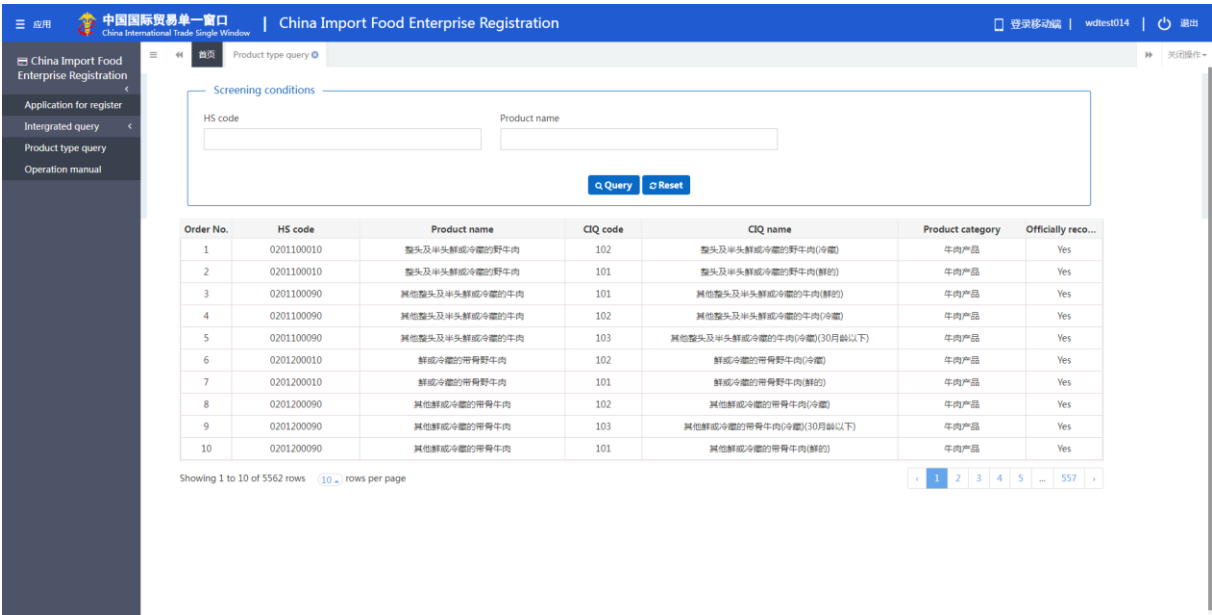 应用
中国国际贸易单一窗口
China International Trade Single Window
| China Import Food Enterprise Registration
登录移动端 | wdtest014 | 退出
China Import Food
Enterprise Registration
Application for register
Intergrated query
Product type query
Operation manual
首页 Product type query
关闭操作
Screening conditions
HS code Product name
Query Reset
Order No. HS code Product name CIQ code CIQ name Product category Officially reco...
1 0201100010 整头及半头鲜或冷藏的野牛肉 102 整头及半头鲜或冷藏的野牛肉(冷藏) 牛肉产品 Yes
2 0201100010 整头及半头鲜或冷藏的野牛肉 101 整头及半头鲜或冷藏的野牛肉(鲜的) 牛肉产品 Yes
3 0201100090 其他整头及半头鲜或冷藏的牛肉 101 其他整头及半头鲜或冷藏的牛肉(鲜的) 牛肉产品 Yes
4 0201100090 其他整头及半头鲜或冷藏的牛肉 102 其他整头及半头鲜或冷藏的牛肉(冷藏) 牛肉产品 Yes
5 0201100090 其他整头及半头鲜或冷藏的牛肉 103 其他整头及半头鲜或冷藏的牛肉(冷藏)(30月龄以下) 牛肉产品 Yes
6 0201200010 鲜或冷藏的带骨野牛肉 102 鲜或冷藏的带骨野牛肉(冷藏) 牛肉产品 Yes
7 0201200010 鲜或冷藏的带骨野牛肉 101 鲜或冷藏的带骨野牛肉(鲜的) 牛肉产品 Yes
8 0201200090 其他鲜或冷藏的带骨牛肉 102 其他鲜或冷藏的带骨牛肉(冷藏) 牛肉产品 Yes
9 0201200090 其他鲜或冷藏的带骨牛肉 103 其他鲜或冷藏的带骨牛肉(冷藏)(30月龄以下) 牛肉产品 Yes
10 0201200090 其他鲜或冷藏的带骨牛肉 101 其他鲜或冷藏的带骨牛肉(鲜的) 牛肉产品 Yes
Showing 1 to 10 of 5562 rows 10 rows per page ‹ 1 2 3 4 5 ... 557 ›